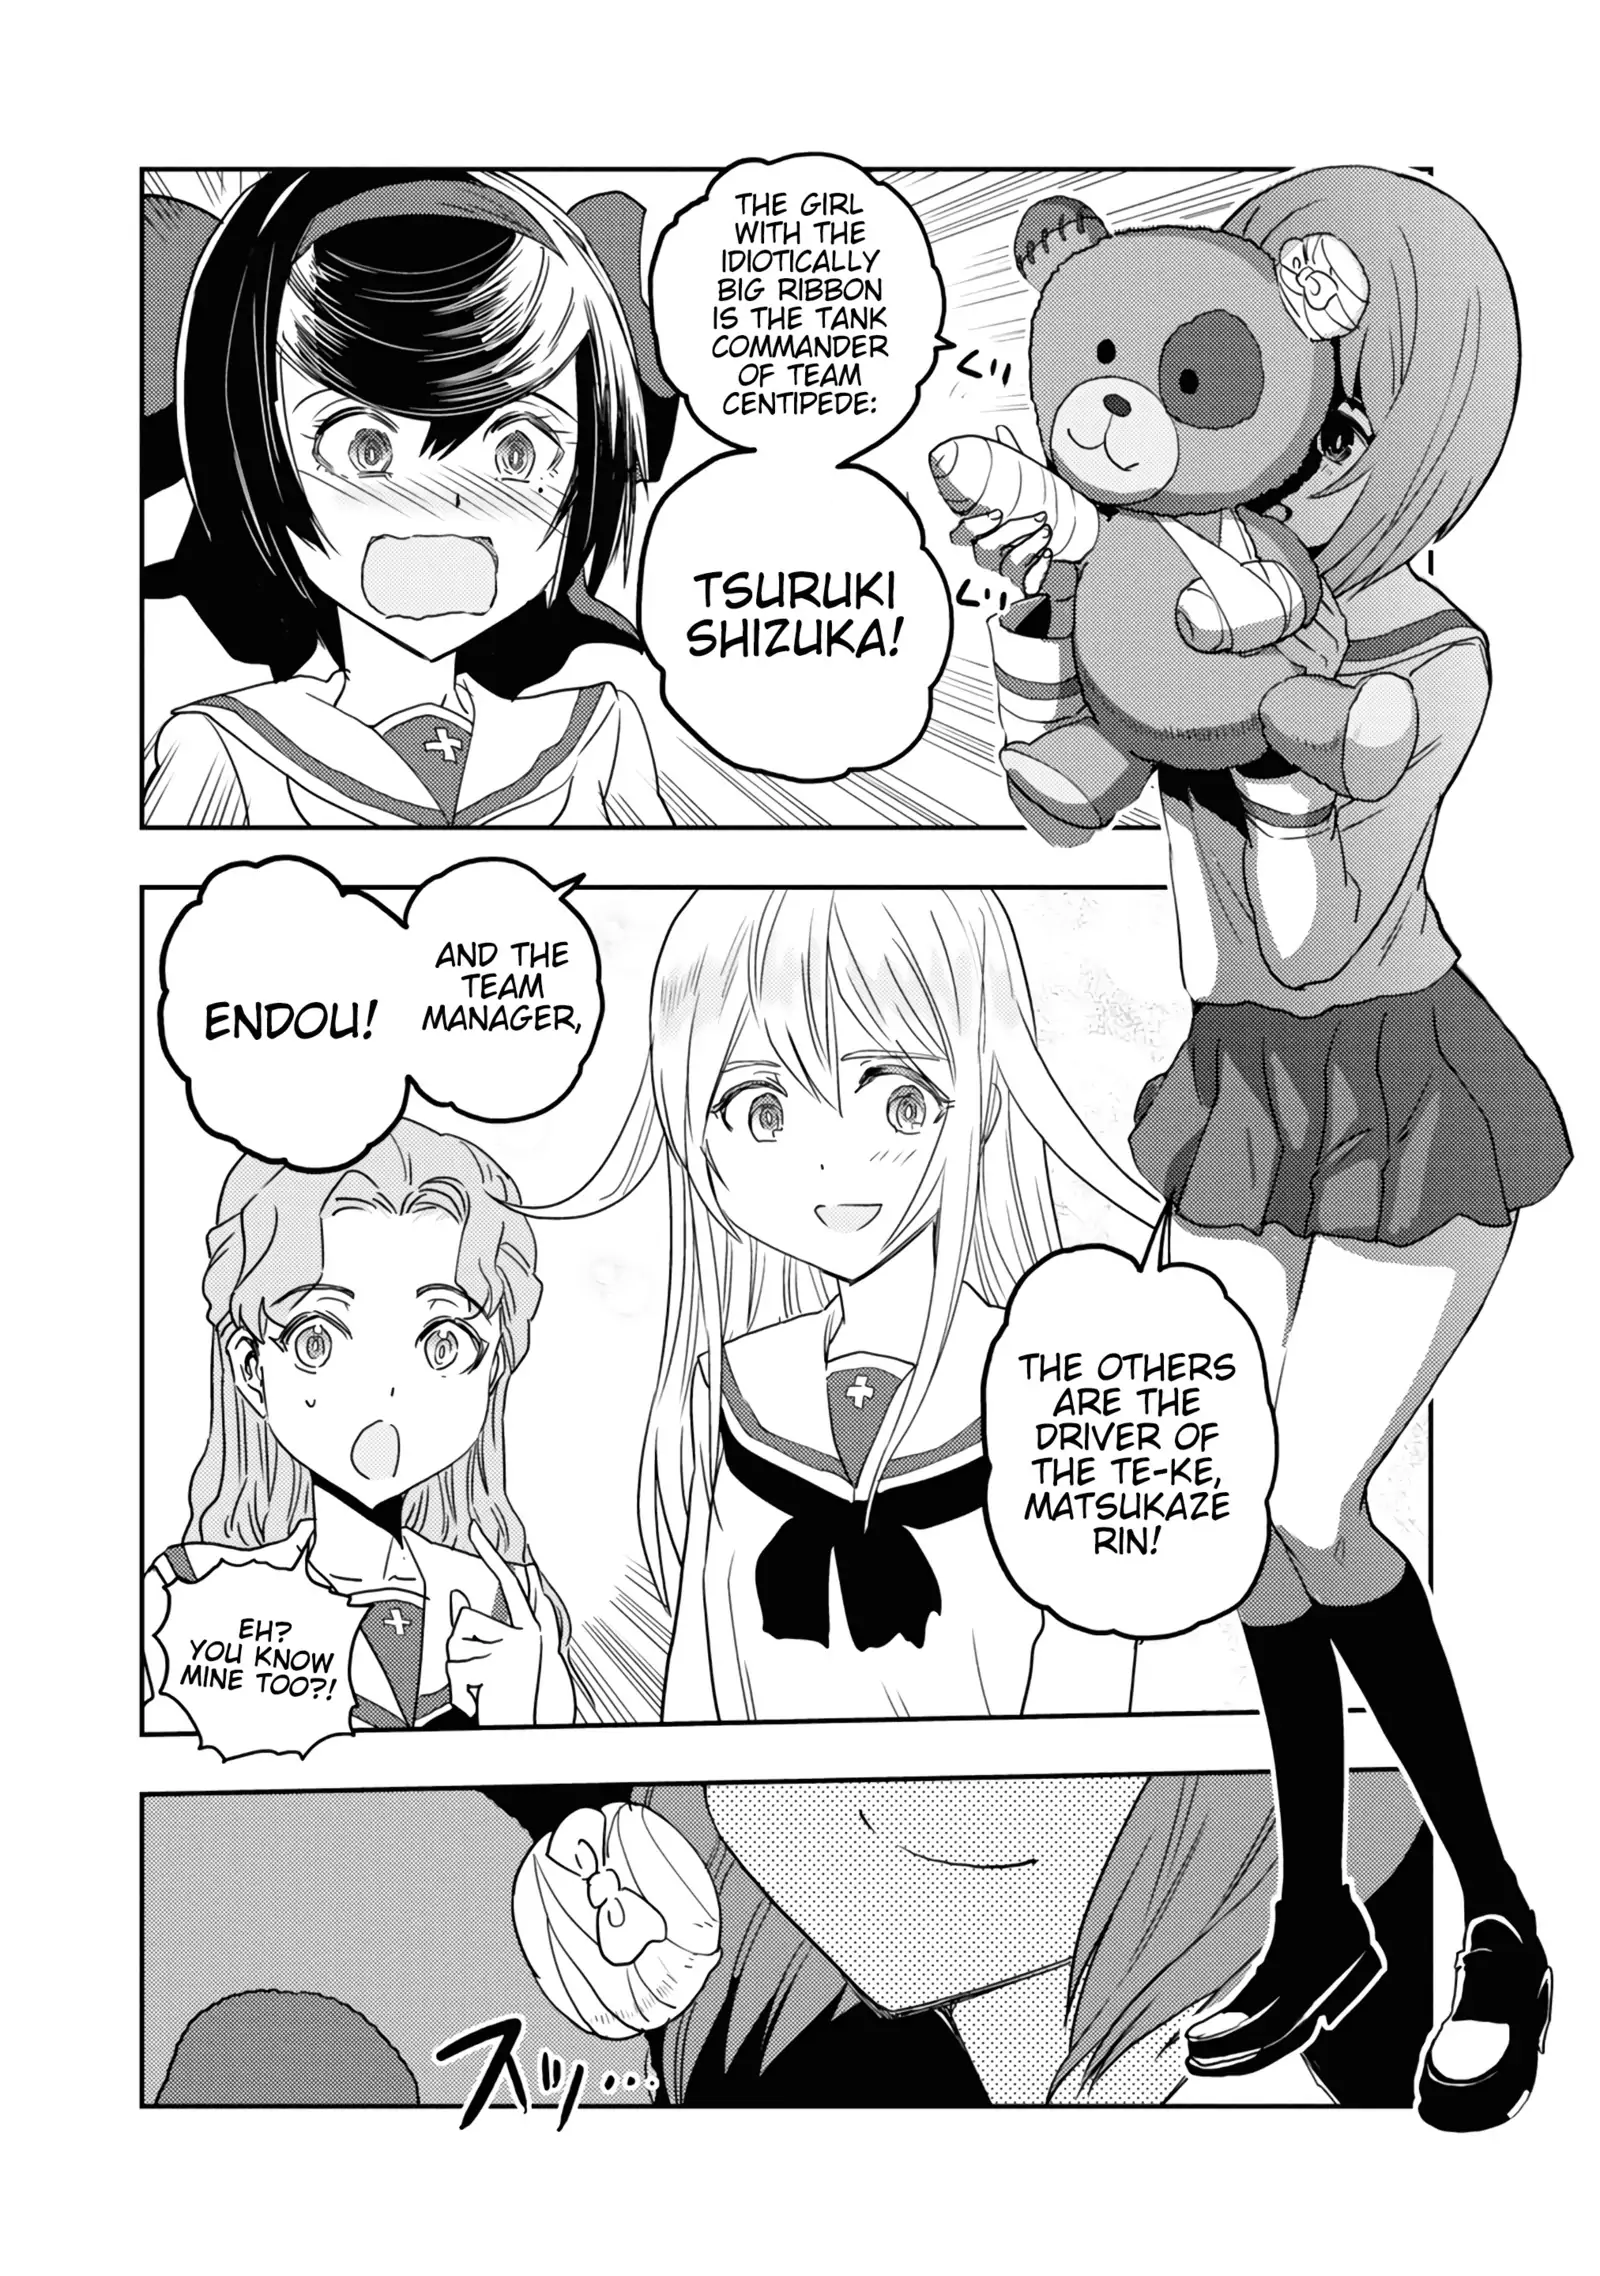 THE GIRL
WITH THE
IDIOTICALLY
BIG RIBBON
IS THE TANK
COMMANDER
OF TEAM
CENTIPEDE:
TSURUKI
SHIZUKA!
くいっ
くいっ
THE OTHERS
ARE THE
DRIVER OF
THE TE-KE,
MATSUKAZE
RIN!
AND THE
TEAM
MANAGER,
ENDOU!
EH?
YOU KNOW
MINE TOO?!
スッ…